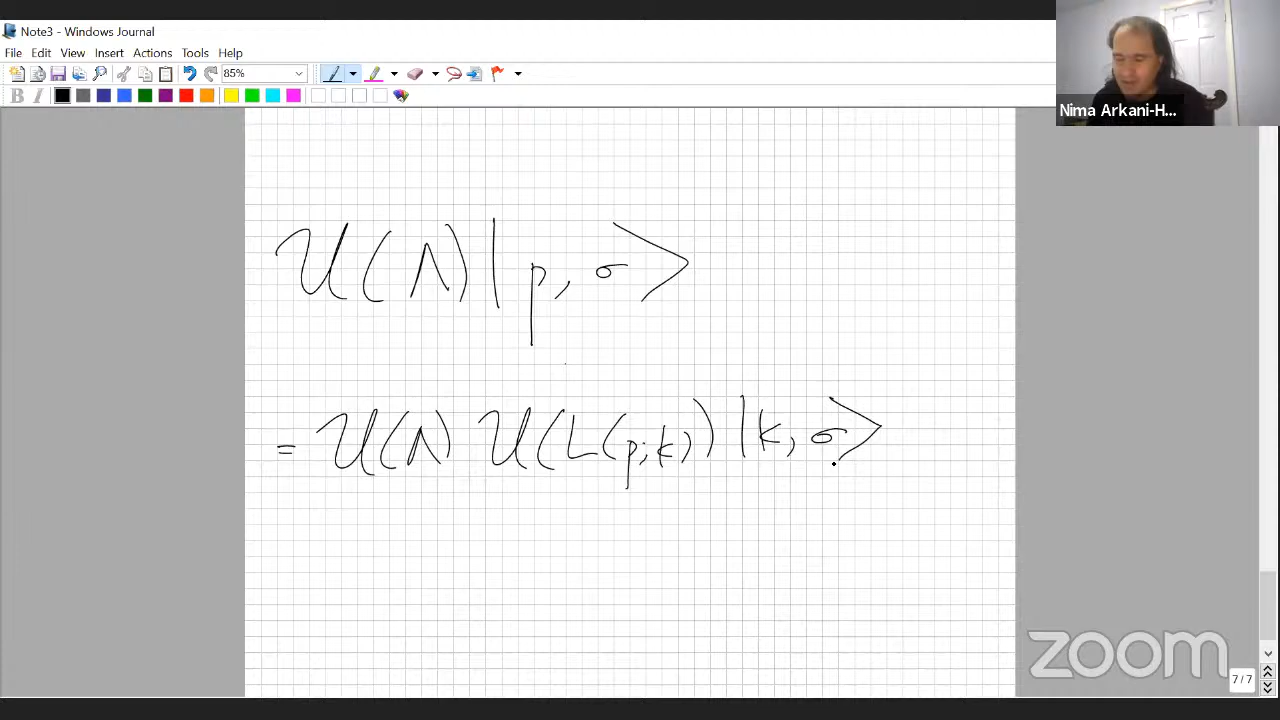 Note3 - Windows Journal
File Edit View Insert Actions Tools Help
85%
B I
Nima Arkani-H...
U(Λ)|p, σ>
= U(Λ) U(L(p;k))|k, σ>
zoom
7/7